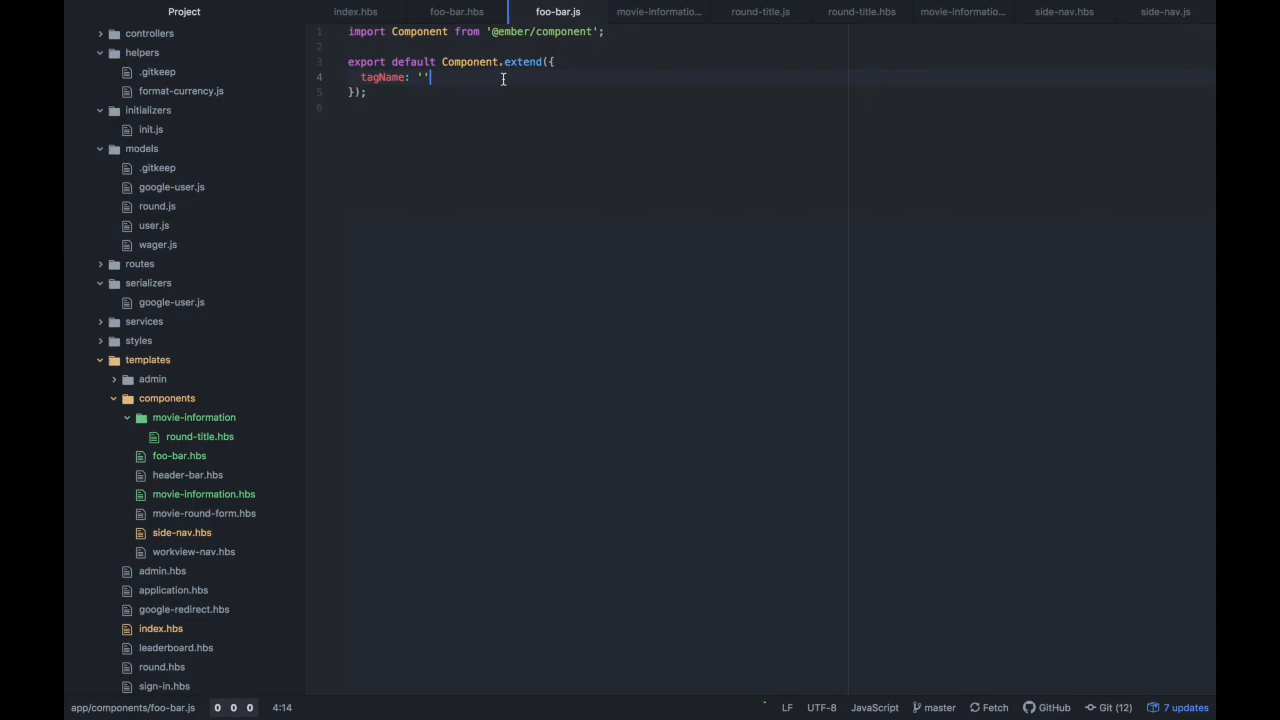 Project
index.hbs
foo-bar.hbs
foo-bar.js
movie-informatio...
round-title.js
round-title.hbs
movie-informatio...
side-nav.hbs
side-nav.js
controllers
helpers
.gitkeep
format-currency.js
initializers
init.js
models
.gitkeep
google-user.js
round.js
user.js
wager.js
routes
serializers
google-user.js
services
styles
templates
admin
components
movie-information
round-title.hbs
foo-bar.hbs
header-bar.hbs
movie-information.hbs
movie-round-form.hbs
side-nav.hbs
workview-nav.hbs
admin.hbs
application.hbs
google-redirect.hbs
index.hbs
leaderboard.hbs
round.hbs
sign-in.hbs
1 import Component from '@ember/component';
2
3 export default Component.extend({
4 tagName: ''
5 });
6
app/components/foo-bar.js 0 0 0 4:14
LF UTF-8 JavaScript master Fetch GitHub Git (12) 7 updates